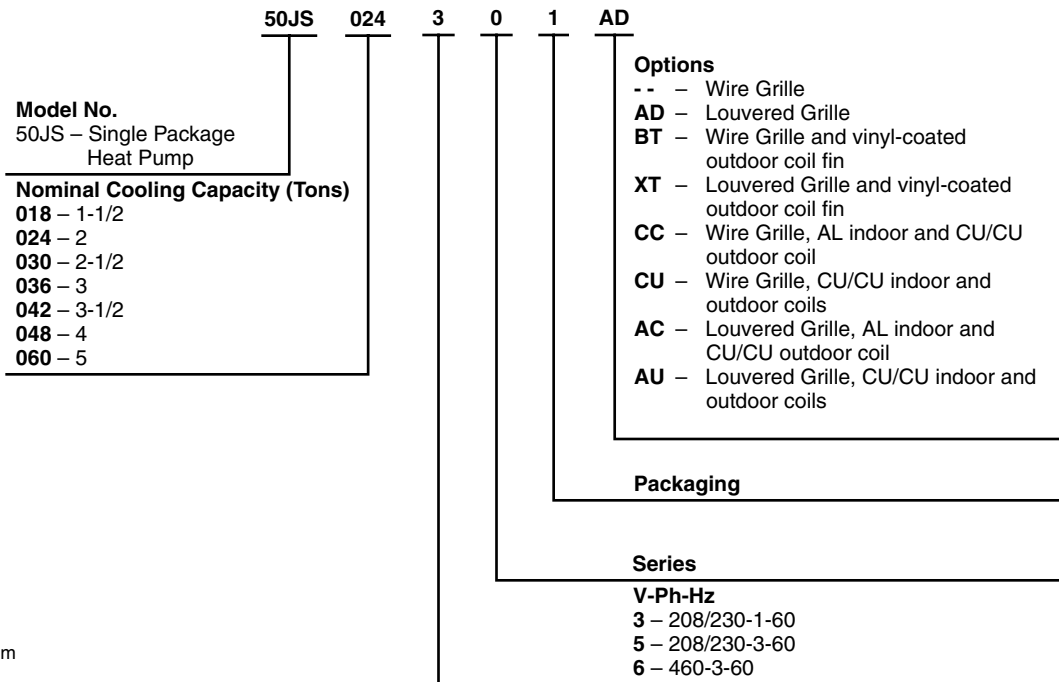 50JS 024 3 0 1 AD
Model No.
50JS – Single Package
Heat Pump
Nominal Cooling Capacity (Tons)
018 – 1-1/2
024 – 2
030 – 2-1/2
036 – 3
042 – 3-1/2
048 – 4
060 – 5
Options
- - – Wire Grille
AD – Louvered Grille
BT – Wire Grille and vinyl-coated
outdoor coil fin
XT – Louvered Grille and vinyl-coated
outdoor coil fin
CC – Wire Grille, AL indoor and CU/CU
outdoor coil
CU – Wire Grille, CU/CU indoor and
outdoor coils
AC – Louvered Grille, AL indoor and
CU/CU outdoor coil
AU – Louvered Grille, CU/CU indoor and
outdoor coils
Packaging
Series
V-Ph-Hz
3 – 208/230-1-60
5 – 208/230-3-60
6 – 460-3-60
m